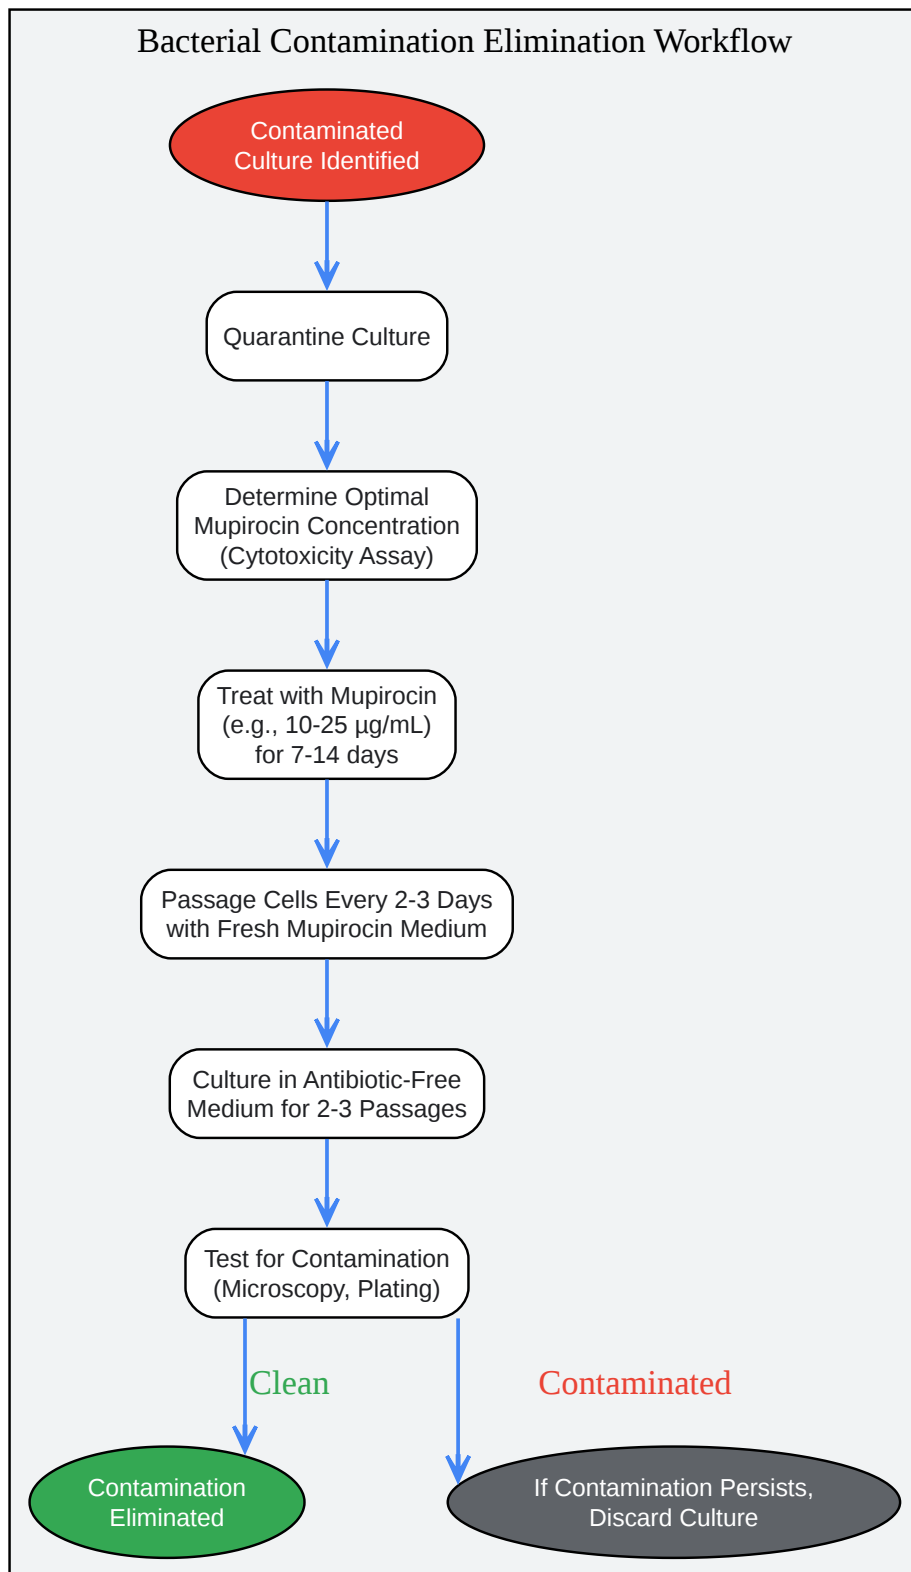 Bacterial Contamination Elimination Workflow
Contaminated
Culture Identified
Quarantine Culture
Determine Optimal
Mupirocin Concentration
(Cytotoxicity Assay)
Treat with Mupirocin
(e.g., 10-25 µg/mL)
for 7-14 days
Passage Cells Every 2-3 Days
with Fresh Mupirocin Medium
Culture in Antibiotic-Free
Medium for 2-3 Passages
Test for Contamination
(Microscopy, Plating)
Clean
Contaminated
Contamination
Eliminated
If Contamination Persists,
Discard Culture